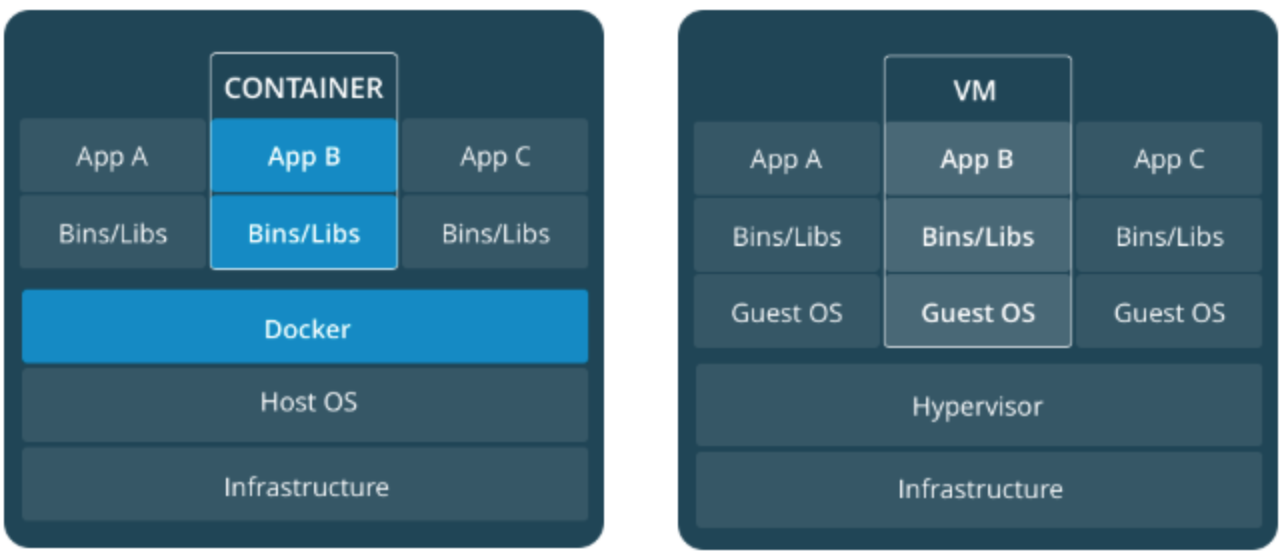 CONTAINER
App A App B App C
Bins/Libs Bins/Libs Bins/Libs
Docker
Host OS
Infrastructure
VM
App A App B App C
Bins/Libs Bins/Libs Bins/Libs
Guest OS Guest OS Guest OS
Hypervisor
Infrastructure